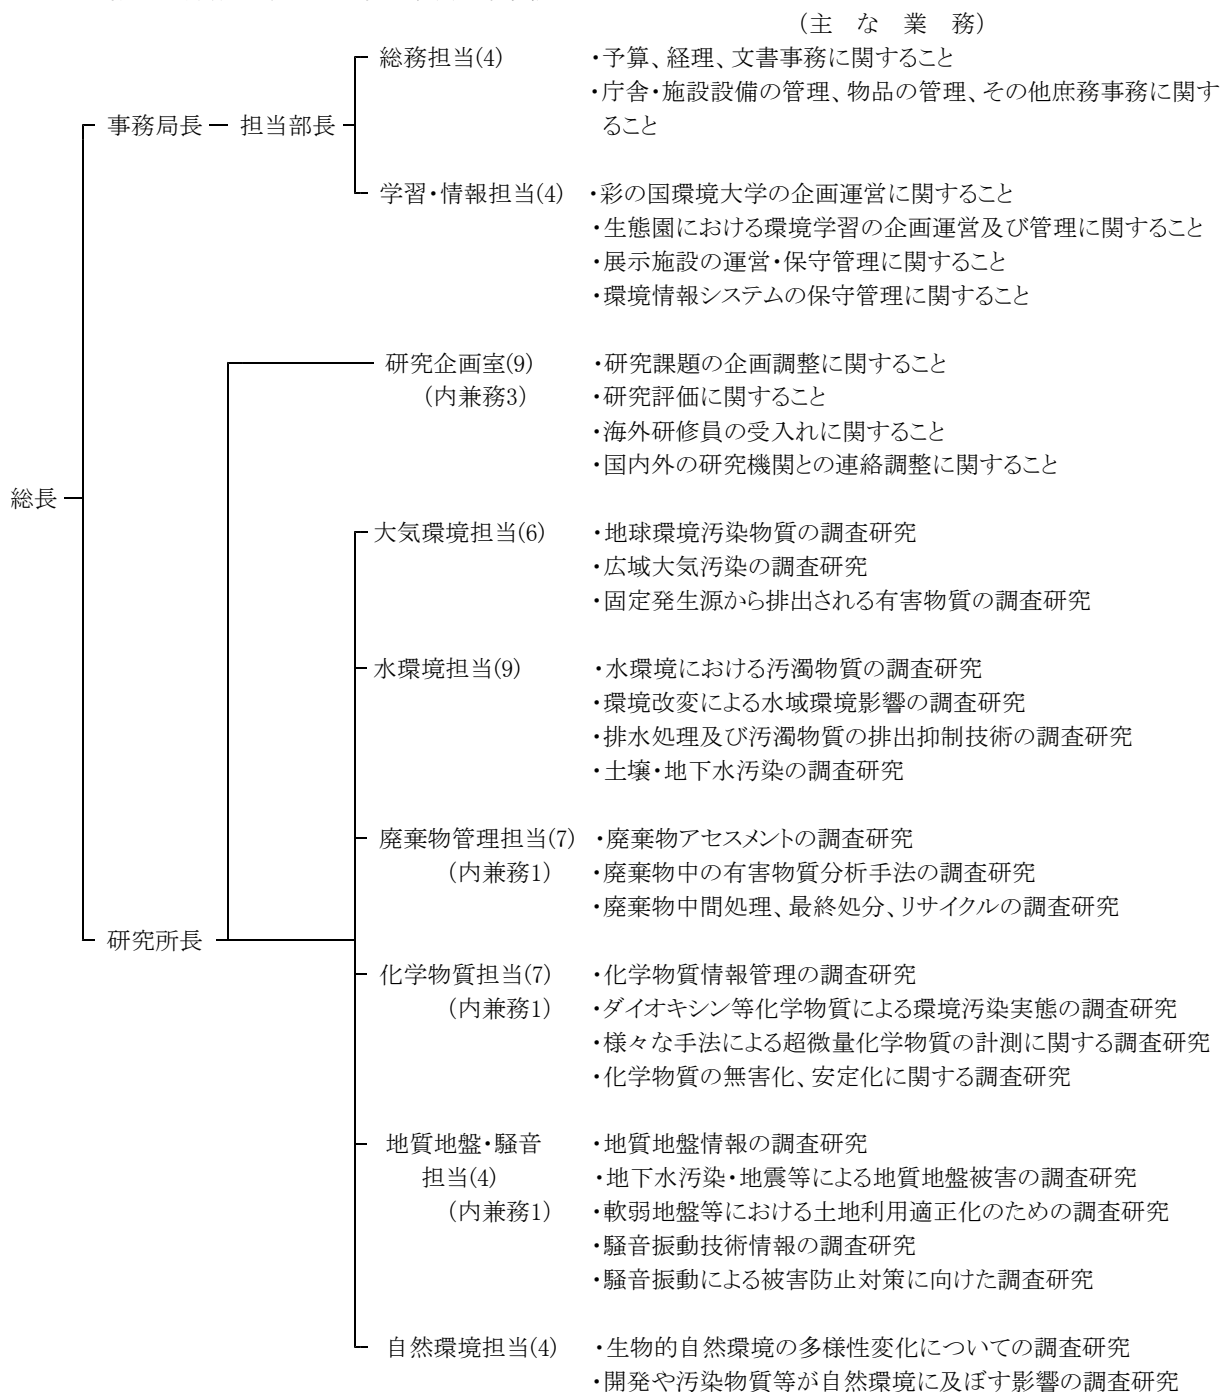 (主 な 業 務)
総務担当(4) ・予算、経理、文書事務に関すること
・庁舎・施設設備の管理、物品の管理、その他庶務事務に関す
事務局長 担当部長 ること
学習・情報担当(4) ・彩の国環境大学の企画運営に関すること
・生態園における環境学習の企画運営及び管理に関すること
・展示施設の運営・保守管理に関すること
・環境情報システムの保守管理に関すること
研究企画室(9) ・研究課題の企画調整に関すること
(内兼務3) ・研究評価に関すること
・海外研修員の受入れに関すること
・国内外の研究機関との連絡調整に関すること
総長
大気環境担当(6) ・地球環境汚染物質の調査研究
・広域大気汚染の調査研究
・固定発生源から排出される有害物質の調査研究
水環境担当(9) ・水環境における汚濁物質の調査研究
・環境改変による水域環境影響の調査研究
・排水処理及び汚濁物質の排出抑制技術の調査研究
・土壌・地下水汚染の調査研究
廃棄物管理担当(7) ・廃棄物アセスメントの調査研究
(内兼務1) ・廃棄物中の有害物質分析手法の調査研究
・廃棄物中間処理、最終処分、リサイクルの調査研究
研究所長
化学物質担当(7) ・化学物質情報管理の調査研究
(内兼務1) ・ダイオキシン等化学物質による環境汚染実態の調査研究
・様々な手法による超微量化学物質の計測に関する調査研究
・化学物質の無害化、安定化に関する調査研究
地質地盤・騒音 ・地質地盤情報の調査研究
担当(4) ・地下水汚染・地震等による地質地盤被害の調査研究
(内兼務1) ・軟弱地盤等における土地利用適正化のための調査研究
・騒音振動技術情報の調査研究
・騒音振動による被害防止対策に向けた調査研究
自然環境担当(4) ・生物的自然環境の多様性変化についての調査研究
・開発や汚染物質等が自然環境に及ぼす影響の調査研究